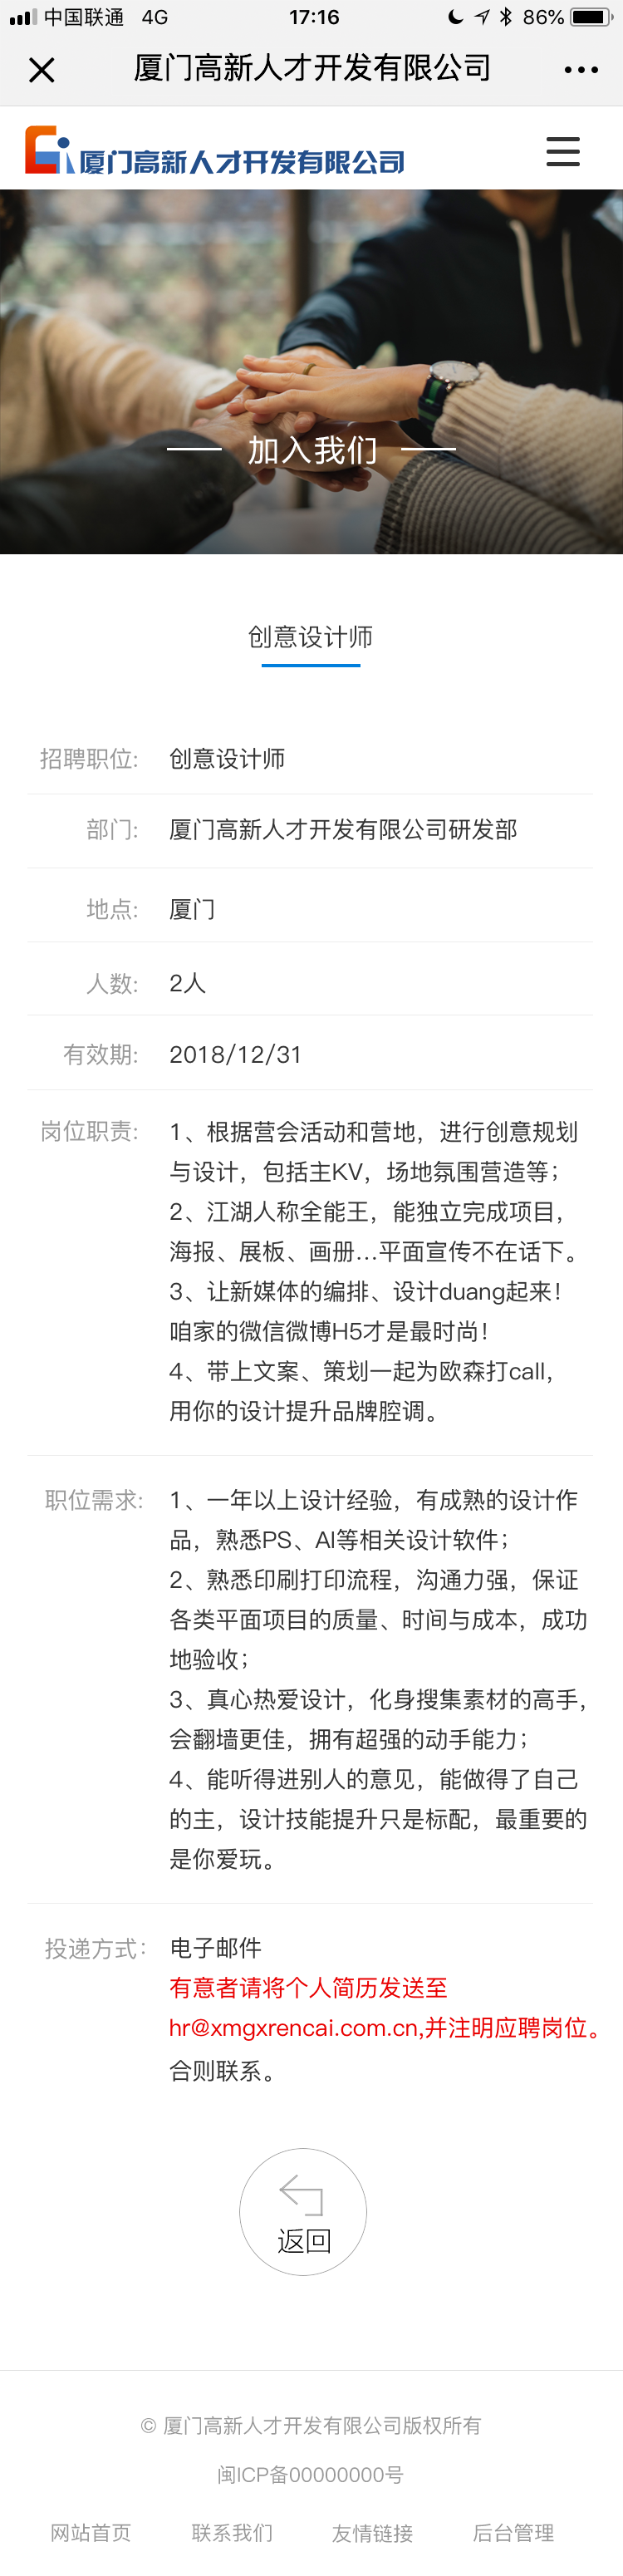 中国联通 4G 17:16 86%
厦门高新人才开发有限公司
厦门高新人才开发有限公司
加入我们
创意设计师
招聘职位: 创意设计师
部门: 厦门高新人才开发有限公司研发部
地点: 厦门
人数: 2人
有效期: 2018/12/31
岗位职责: 1、根据营会活动和营地，进行创意规划
与设计，包括主KV，场地氛围营造等；
2、江湖人称全能王，能独立完成项目，
海报、展板、画册...平面宣传不在话下。
3、让新媒体的编排、设计duang起来！
咱家的微信微博H5才是最时尚！
4、带上文案、策划一起为欧森打call，
用你的设计提升品牌腔调。
职位需求: 1、一年以上设计经验，有成熟的设计作
品，熟悉PS、AI等相关设计软件；
2、熟悉印刷打印流程，沟通力强，保证
各类平面项目的质量、时间与成本，成功
地验收；
3、真心热爱设计，化身搜集素材的高手，
会翻墙更佳，拥有超强的动手能力；
4、能听得进别人的意见，能做得了自己
的主，设计技能提升只是标配，最重要的
是你爱玩。
投递方式： 电子邮件
有意者请将个人简历发送至
hr@xmgxrencai.com.cn,并注明应聘岗位。
合则联系。
返回
© 厦门高新人才开发有限公司版权所有
闽ICP备00000000号
网站首页 联系我们 友情链接 后台管理